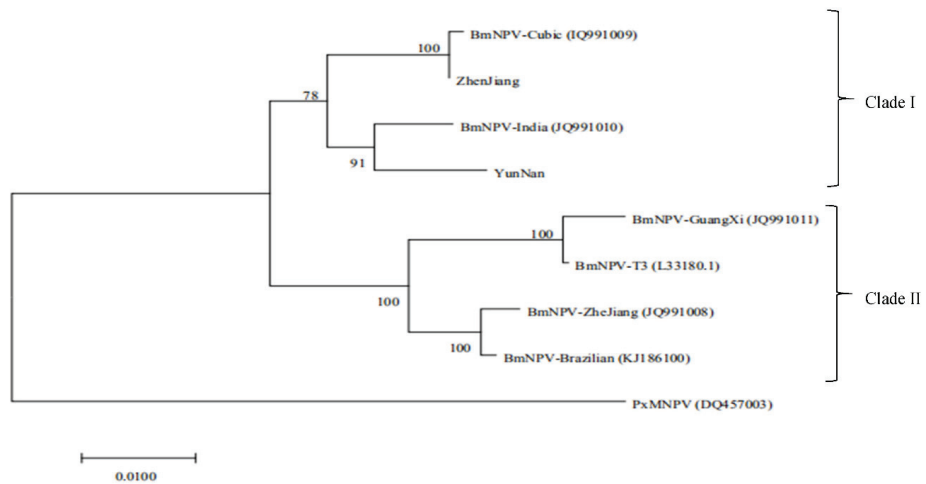 BmNPV-Cubic (IQ991009)
100
ZhenJiang
Clade I
78
BmNPV-India (JQ991010)
91
YunNan
BmNPV-GuangXi (JQ991011)
100
BmNPV-T3 (L33180.1)
Clade II
100
BmNPV-ZheJiang (JQ991008)
100
BmNPV-Brazilian (KJ186100)
PxMNPV (DQ457003)
0.0100